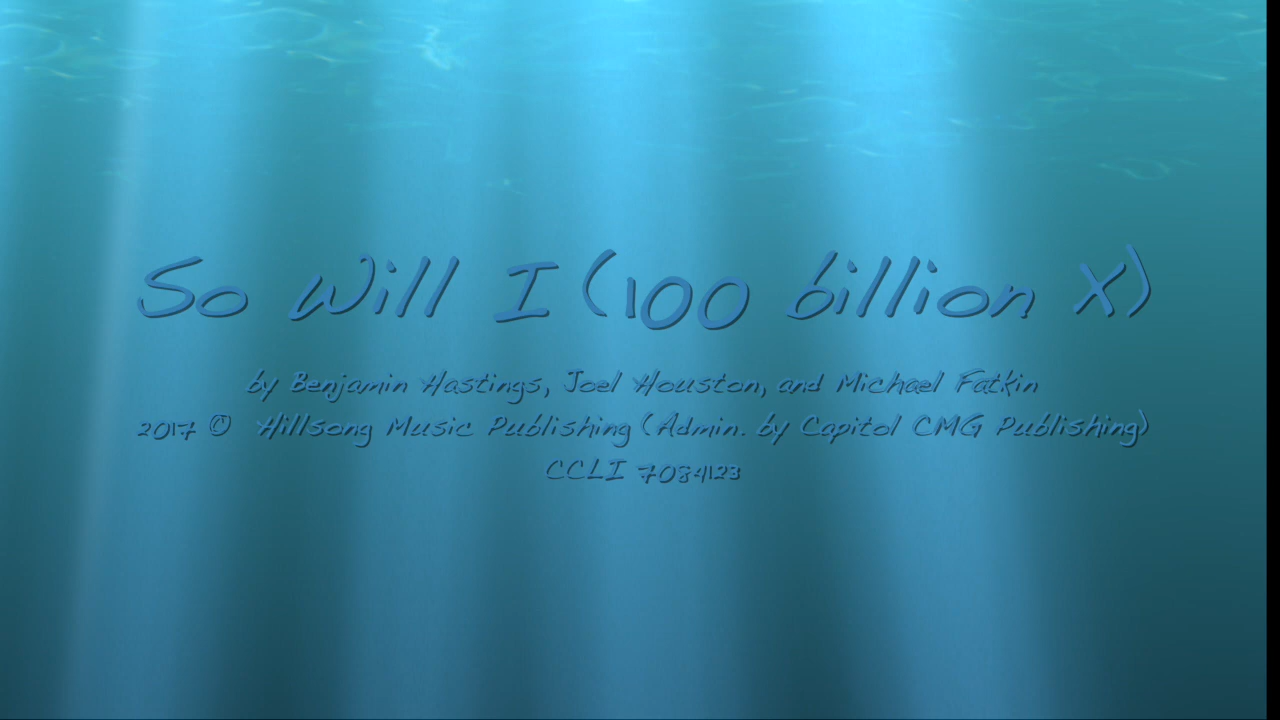 So Will I (100 billion X)
by Benjamin Hastings, Joel Houston, and Michael Fatkin
2017 © Hillsong Music Publishing (Admin. by Capitol CMG Publishing)
CCLI 7084123